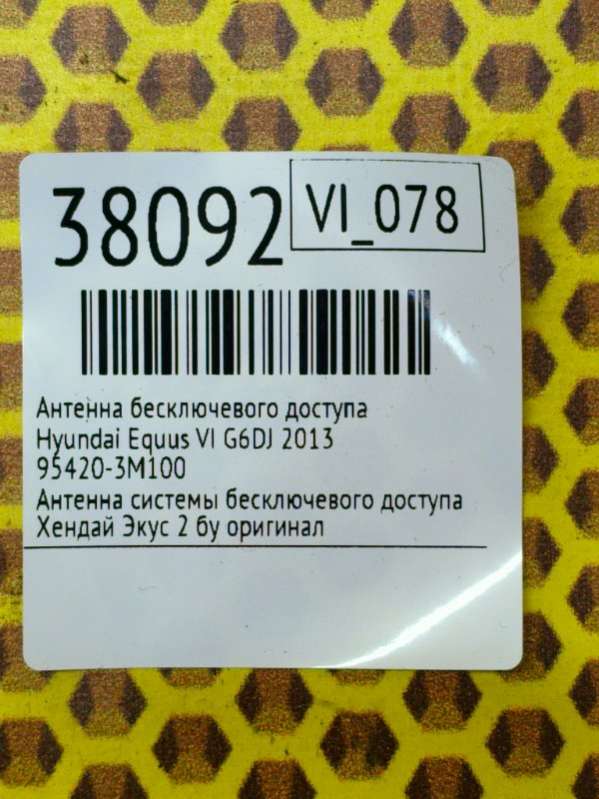 38092
VI_078
Антенна бесключевого доступа
Hyundai Equus VI G6DJ 2013
95420-3M100
Антенна системы бесключевого доступа
Хендай Экус 2 бу оригинал